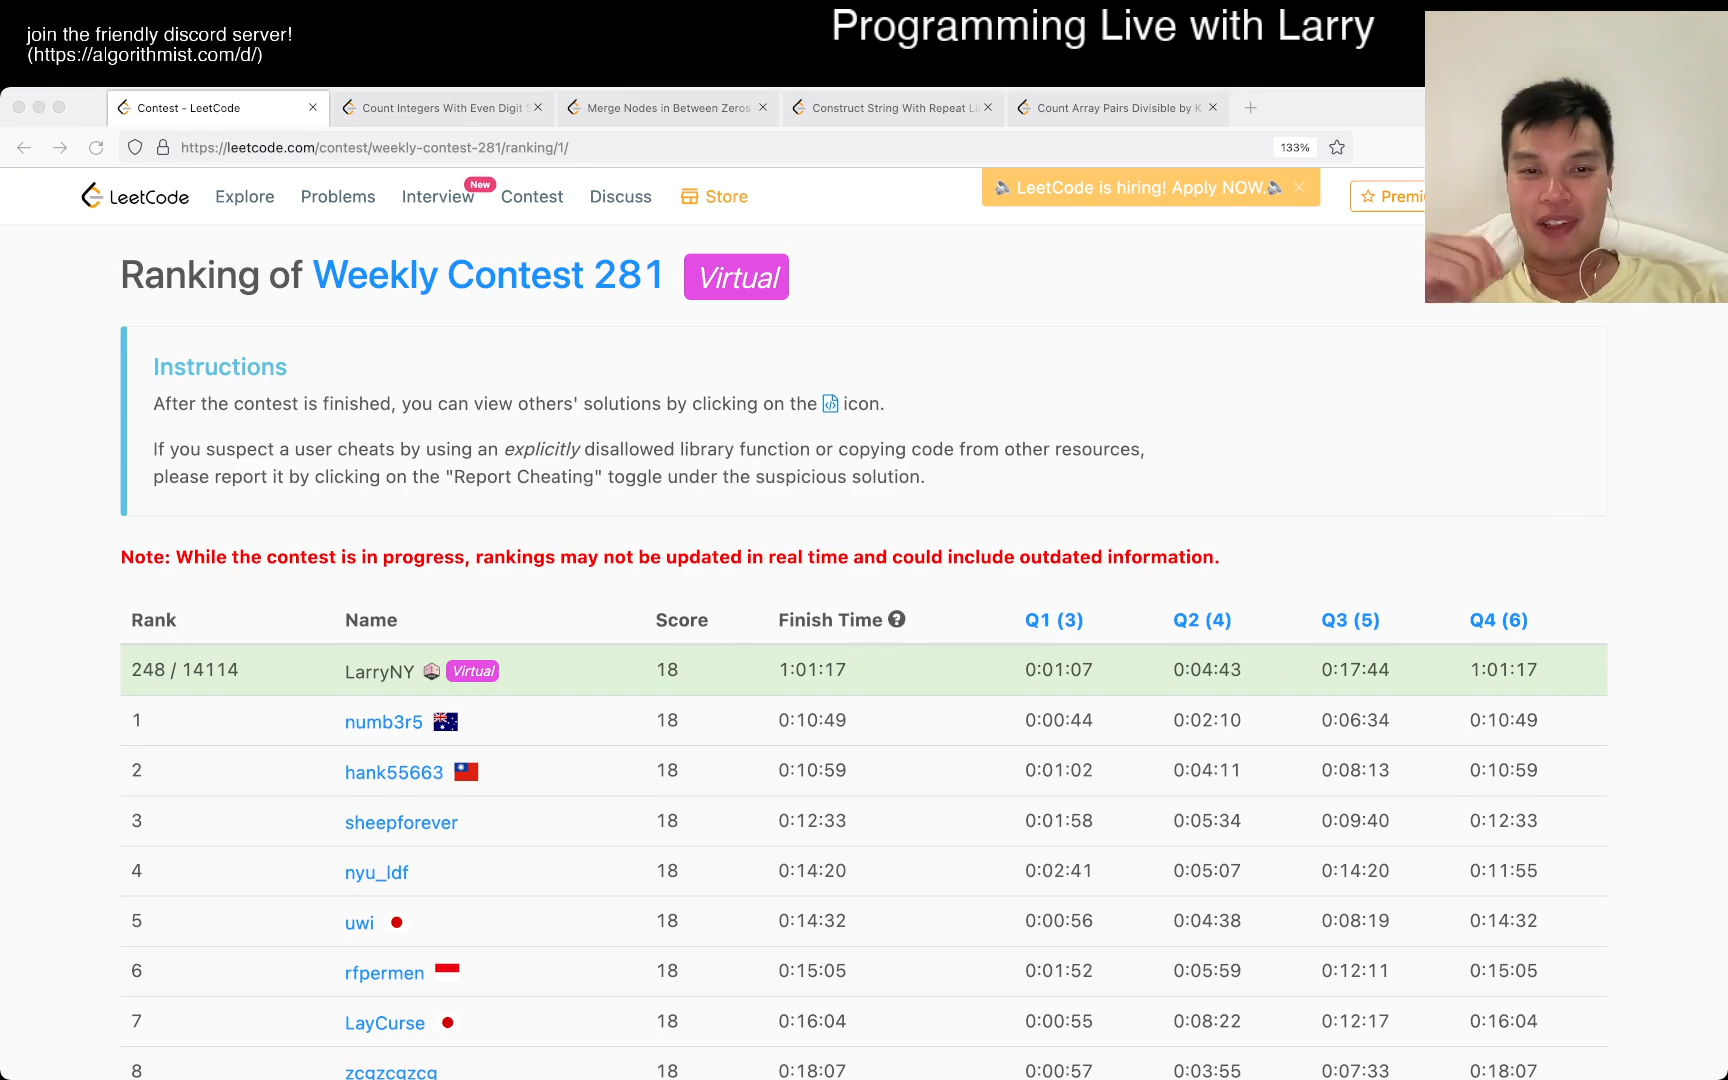 join the friendly discord server!
(https://algorithmist.com/d/)
Programming Live with Larry
Contest - LeetCode
Count Integers With Even Digit S
Merge Nodes in Between Zeros
Construct String With Repeat Li
Count Array Pairs Divisible by K
https://leetcode.com/contest/weekly-contest-281/ranking/1/
133%
LeetCode
Explore
Problems
Interview
New
Contest
Discuss
Store
LeetCode is hiring! Apply NOW.
Premi
Ranking of Weekly Contest 281 Virtual
Instructions
After the contest is finished, you can view others' solutions by clicking on the icon.
If you suspect a user cheats by using an explicitly disallowed library function or copying code from other resources,
please report it by clicking on the "Report Cheating" toggle under the suspicious solution.
Note: While the contest is in progress, rankings may not be updated in real time and could include outdated information.
Rank Name Score Finish Time Q1 (3) Q2 (4) Q3 (5) Q4 (6)
248 / 14114 LarryNY Virtual 18 1:01:17 0:01:07 0:04:43 0:17:44 1:01:17
1 numb3r5 18 0:10:49 0:00:44 0:02:10 0:06:34 0:10:49
2 hank55663 18 0:10:59 0:01:02 0:04:11 0:08:13 0:10:59
3 sheepforever 18 0:12:33 0:01:58 0:05:34 0:09:40 0:12:33
4 nyu_ldf 18 0:14:20 0:02:41 0:05:07 0:14:20 0:11:55
5 uwi 18 0:14:32 0:00:56 0:04:38 0:08:19 0:14:32
6 rfpermen 18 0:15:05 0:01:52 0:05:59 0:12:11 0:15:05
7 LayCurse 18 0:16:04 0:00:55 0:08:22 0:12:17 0:16:04
8 zcqzcqzcq 18 0:18:07 0:00:57 0:03:55 0:07:33 0:18:07